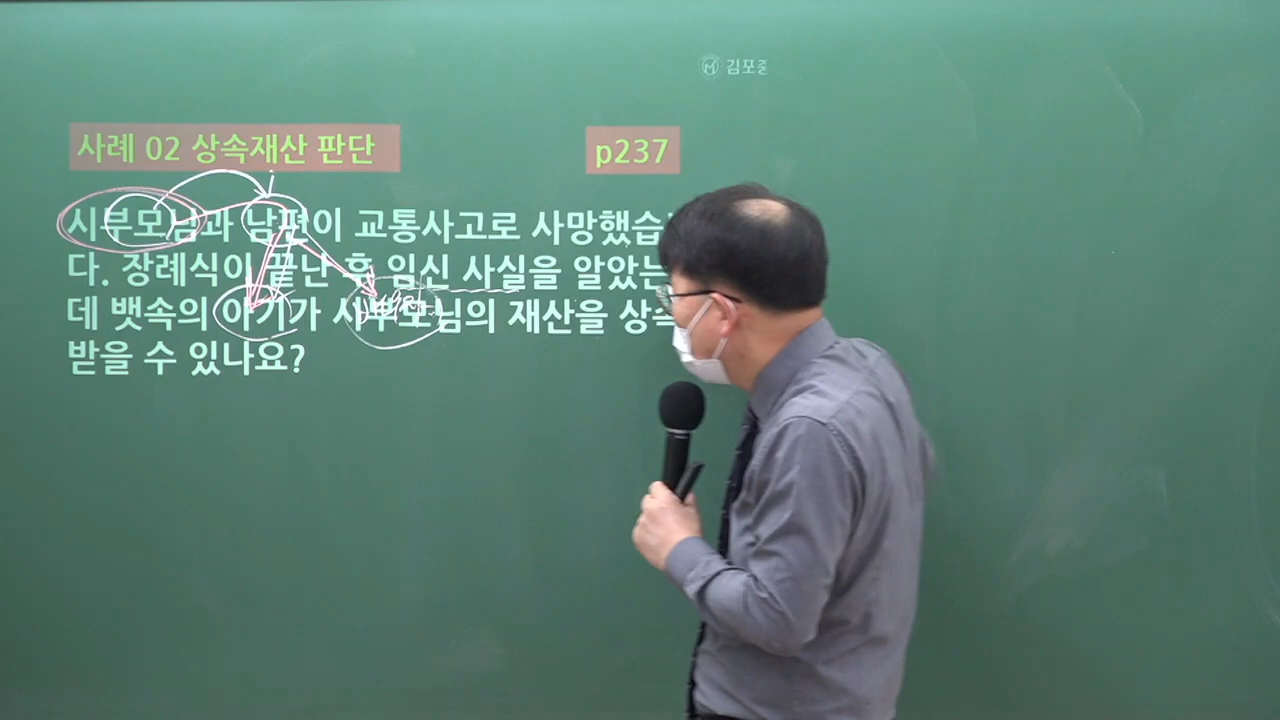 김포중
사례 02 상속재산 판단
p237
시부모님과 남편이 교통사고로 사망했습
다. 장례식이 끝난 후 임신 사실을 알았는
데 뱃속의 아기가 시부모님의 재산을 상속
받을 수 있나요?